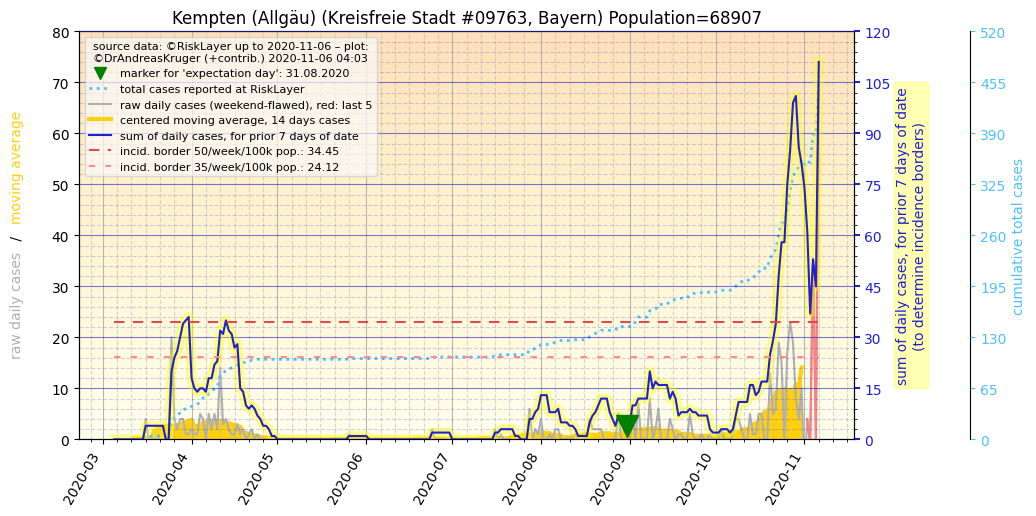 Kempten (Allgäu) (Kreisfreie Stadt #09763, Bayern) Population=68907
source data: ©RiskLayer up to 2020-11-06 – plot:
©DrAndreasKruger (+contrib.) 2020-11-06 04:03
marker for 'expectation day': 31.08.2020
total cases reported at RiskLayer
raw daily cases (weekend-flawed), red: last 5
centered moving average, 14 days cases
sum of daily cases, for prior 7 days of date
incid. border 50/week/100k pop.: 34.45
incid. border 35/week/100k pop.: 24.12
raw daily cases / moving average
80
70
60
50
40
30
20
10
0
120
105
90
75
60
45
30
15
0
sum of daily cases, for prior 7 days of date
(to determine incidence borders)
520
455
390
325
260
195
130
65
0
cumulative total cases
2020-03
2020-04
2020-05
2020-06
2020-07
2020-08
2020-09
2020-10
2020-11